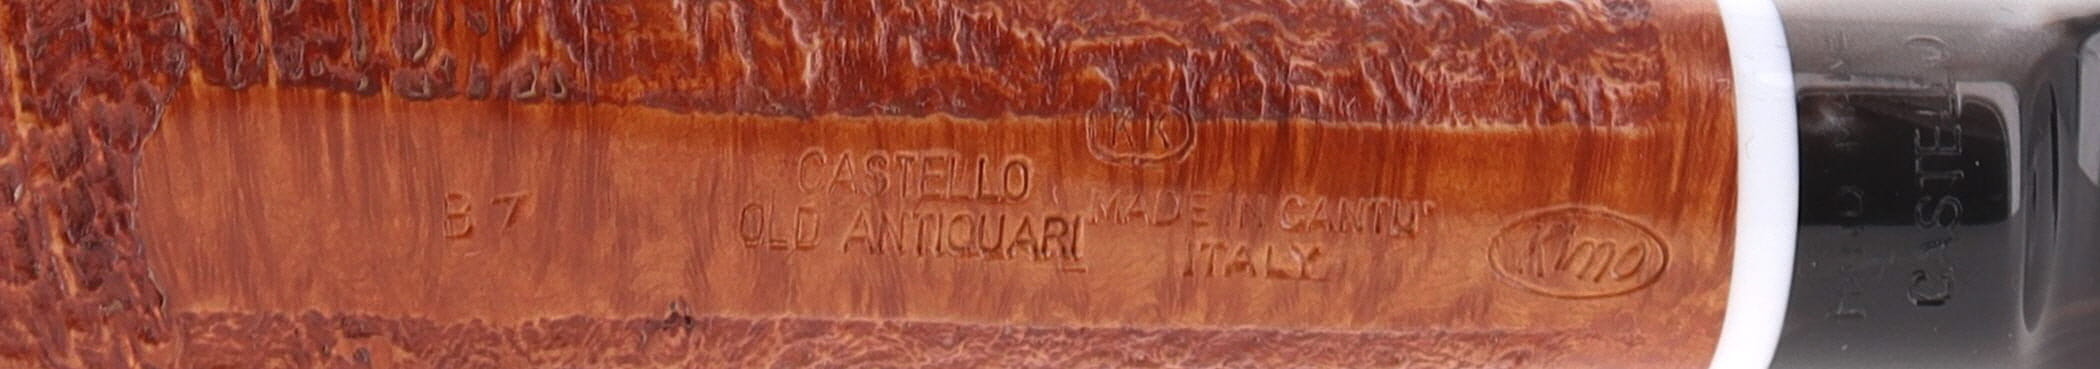 B 7
CASTELLO
OLD ANTIQUARI
KK
MADE IN CANTU'
ITALY
Kino
CASTELLO